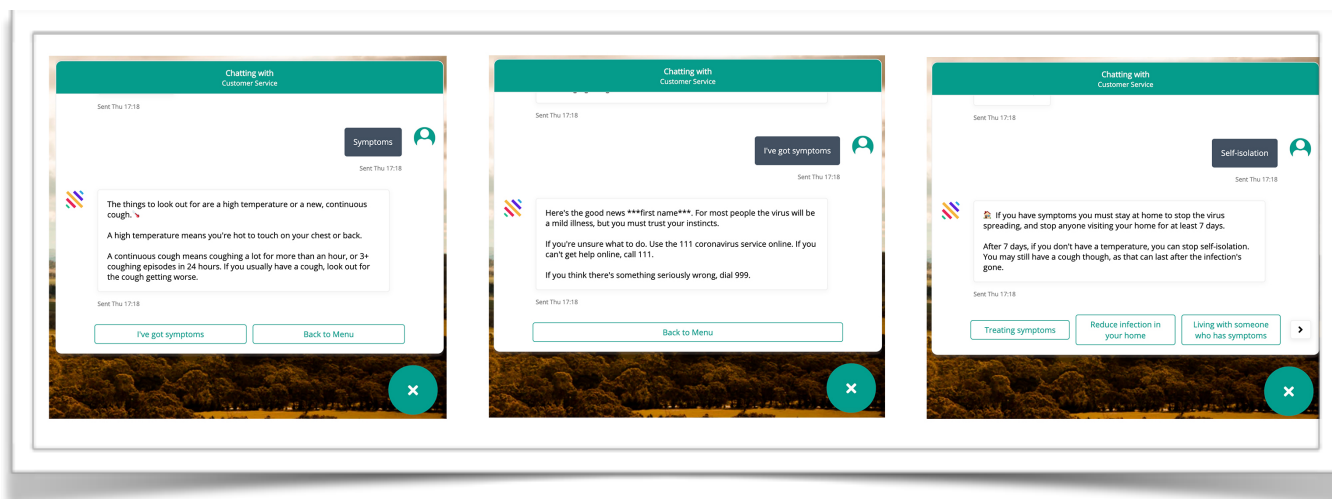 Chatting with
Customer Service
Sent Thu 17:18
Symptoms
Sent Thu 17:18
The things to look out for are a high temperature or a new, continuous
cough.
A high temperature means you're hot to touch on your chest or back.
A continuous cough means coughing a lot for more than an hour, or 3+
coughing episodes in 24 hours. If you usually have a cough, look out for
the cough getting worse.
Sent Thu 17:18
I've got symptoms
Back to Menu
Chatting with
Customer Service
Sent Thu 17:18
I've got symptoms
Sent Thu 17:18
Here's the good news ***first name***. For most people the virus will be
a mild illness, but you must trust your instincts.
If you're unsure what to do. Use the 111 coronavirus service online. If you
can't get help online, call 111.
If you think there's something seriously wrong, dial 999.
Sent Thu 17:18
Back to Menu
Chatting with
Customer Service
Sent Thu 17:18
Self-isolation
Sent Thu 17:18
If you have symptoms you must stay at home to stop the virus
spreading, and stop anyone visiting your home for at least 7 days.
After 7 days, if you don't have a temperature, you can stop self-isolation.
You may still have a cough though, as that can last after the infection's
gone.
Sent Thu 17:18
Treating symptoms
Reduce infection in
your home
Living with someone
who has symptoms